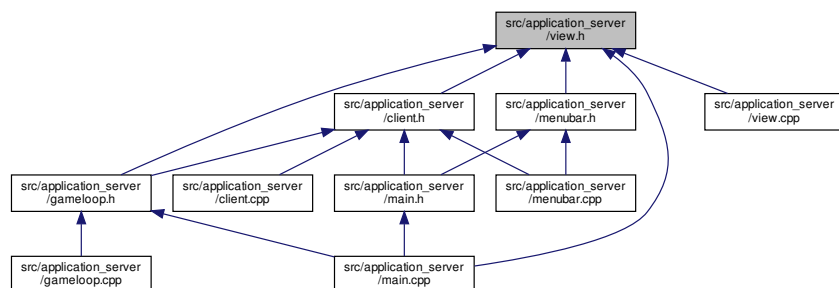 src/application_server
/view.h
src/application_server
/client.h
src/application_server
/menubar.h
src/application_server
/view.cpp
src/application_server
/gameloop.h
src/application_server
/client.cpp
src/application_server
/main.h
src/application_server
/menubar.cpp
src/application_server
/gameloop.cpp
src/application_server
/main.cpp